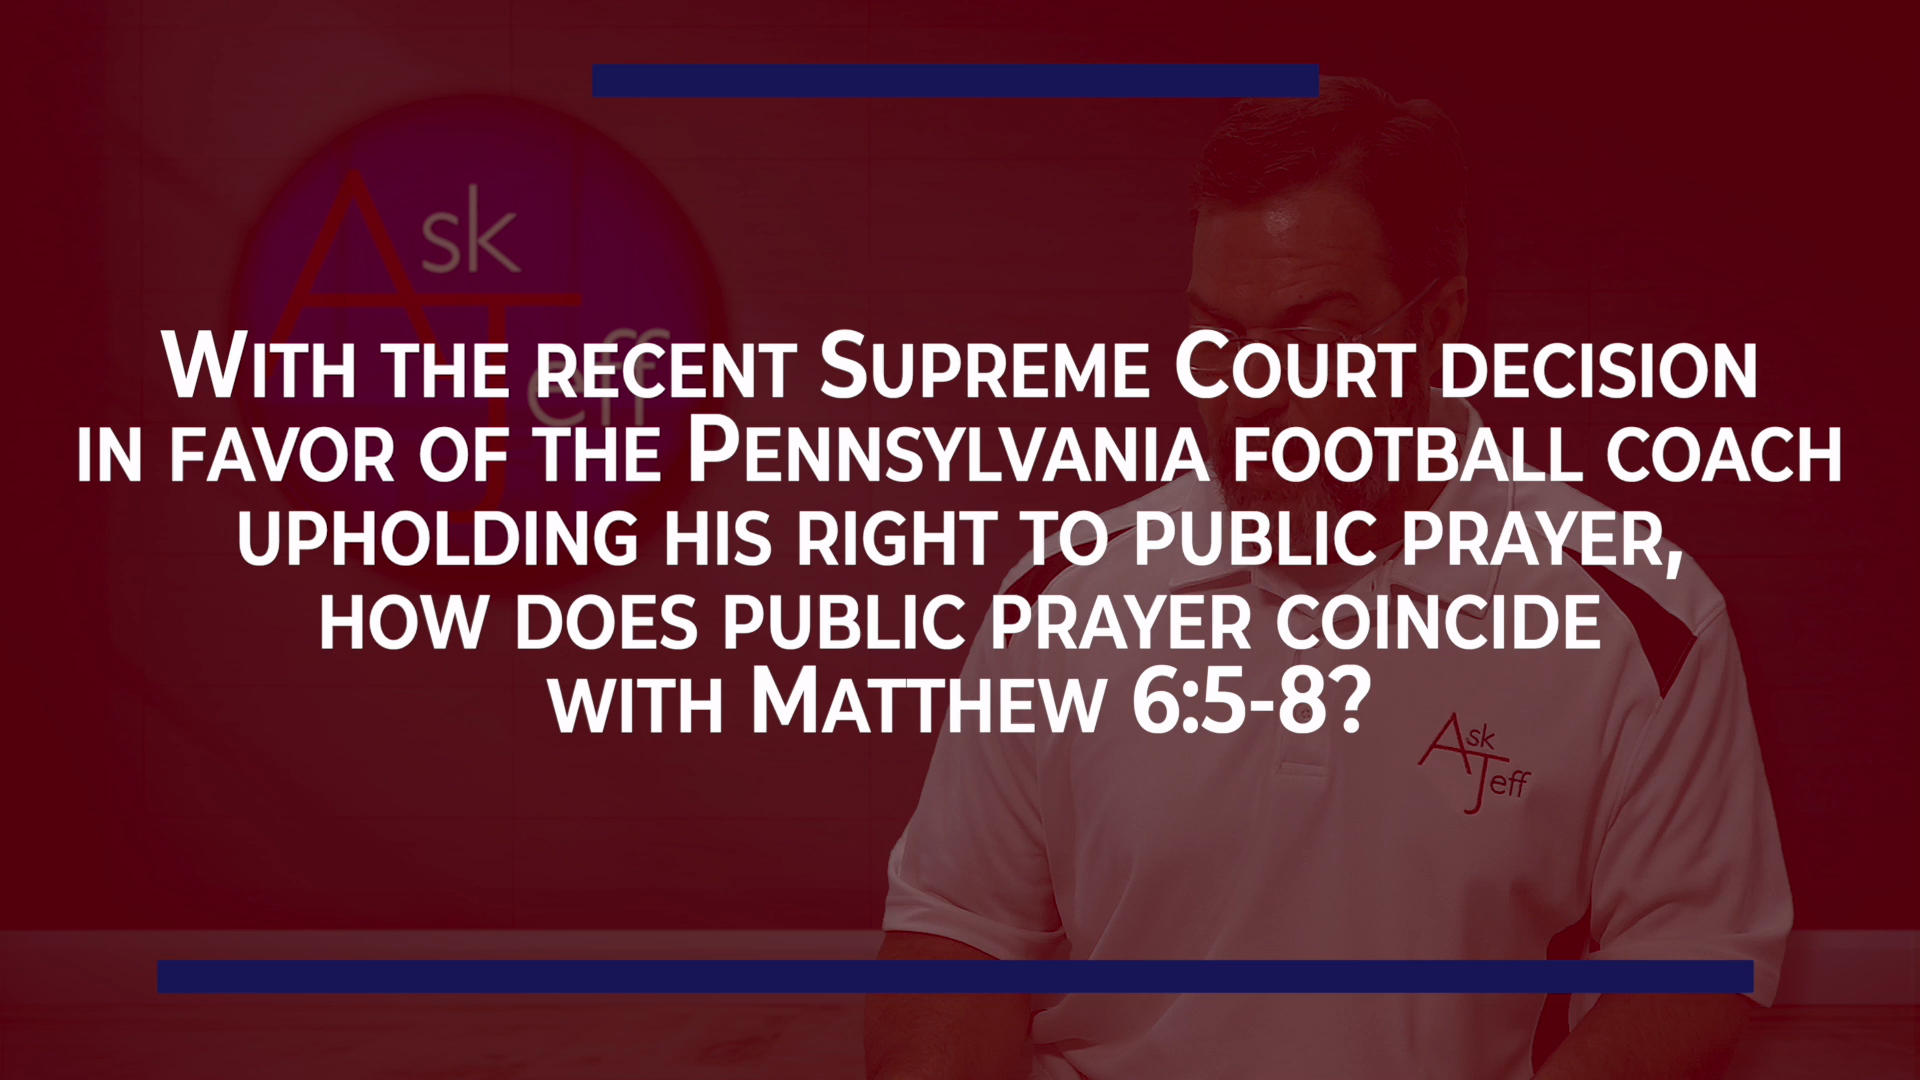 Ask
Jeff
With the recent Supreme Court decision
in favor of the Pennsylvania football coach
upholding his right to public prayer,
how does public prayer coincide
with Matthew 6:5-8?
Ask
Jeff